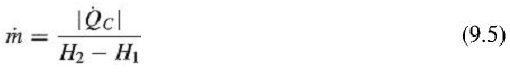 ṁ = |Q̇_C| / (H_2 − H_1) (9.5)